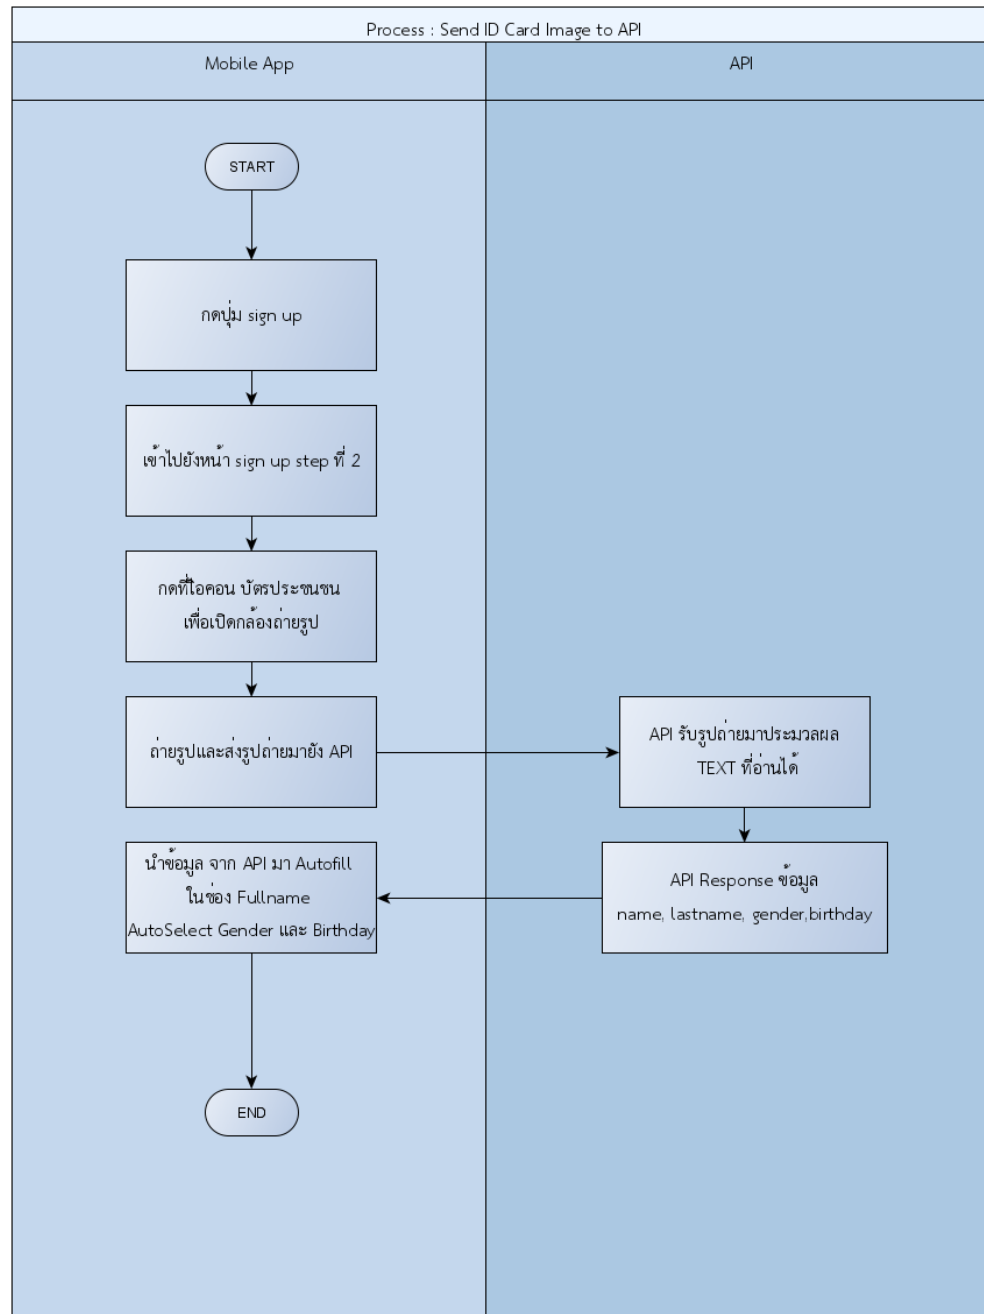 Process : Send ID Card Image to API
Mobile App
API
START
กดปุ่ม sign up
เข้าไปยังหน้า sign up step ที่ 2
กดที่ไอคอน บัตรประชนชน
เพื่อเปิดกล้องถ่ายรูป
ถ่ายรูปและส่งรูปถ่ายมายัง API
API รับรูปถ่ายมาประมวลผล
TEXT ที่อ่านได้
API Response ข้อมูล
name, lastname, gender,birthday
นำข้อมูล จาก API มา Autofill
ในช่อง Fullname
AutoSelect Gender และ Birthday
END